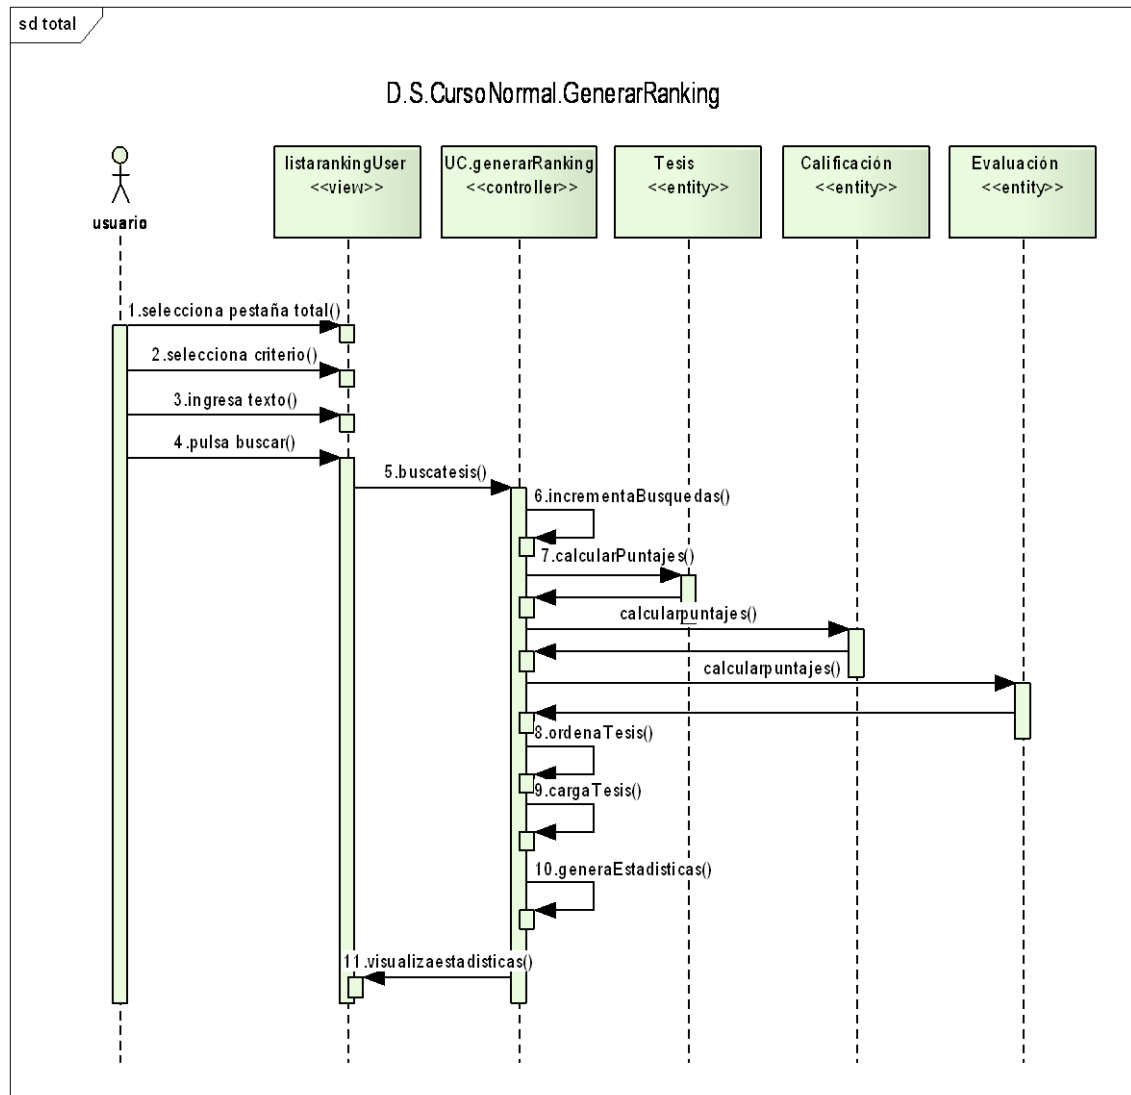 sd total
D.S.CursoNormal.GenerarRanking
usuario
listarankingUser
<<view>>
UC.generarRanking
<<controller>>
Tesis
<<entity>>
Calificación
<<entity>>
Evaluación
<<entity>>
1.selecciona pestaña total()
2.selecciona criterio()
3.ingresa texto()
4.pulsa buscar()
5.buscatesis()
6.incrementaBusquedas()
7.calcularPuntajes()
calcularpuntajes()
calcularpuntajes()
8.ordenaTesis()
9.cargaTesis()
10.generaEstadisticas()
11.visualizaestadisticas()